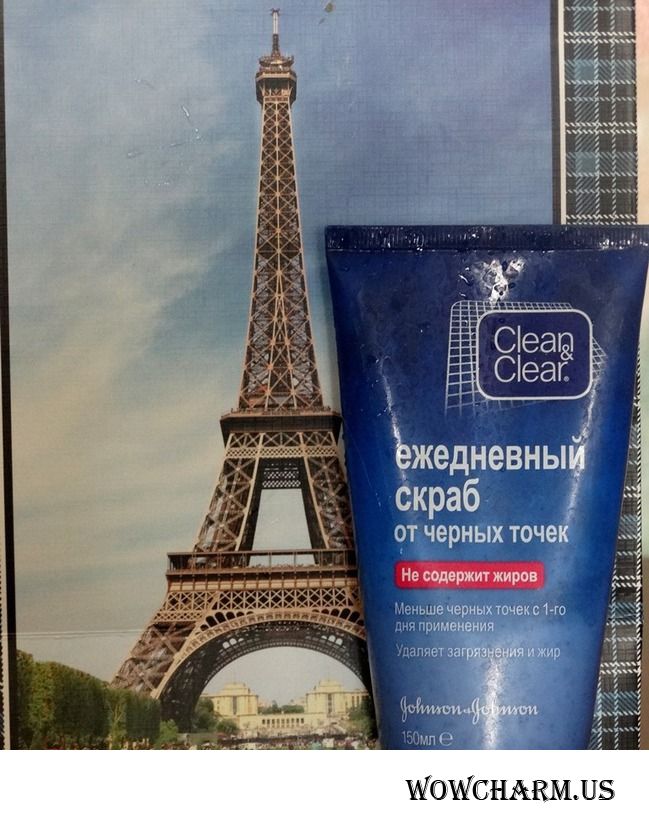 Clean
&
Clear®
ежедневный
скраб
от черных точек
Не содержит жиров
Меньше черных точек с 1-го
дня применения
Удаляет загрязнения и жир
Johnson & Johnson
150мл ℮
WOWCHARM.US